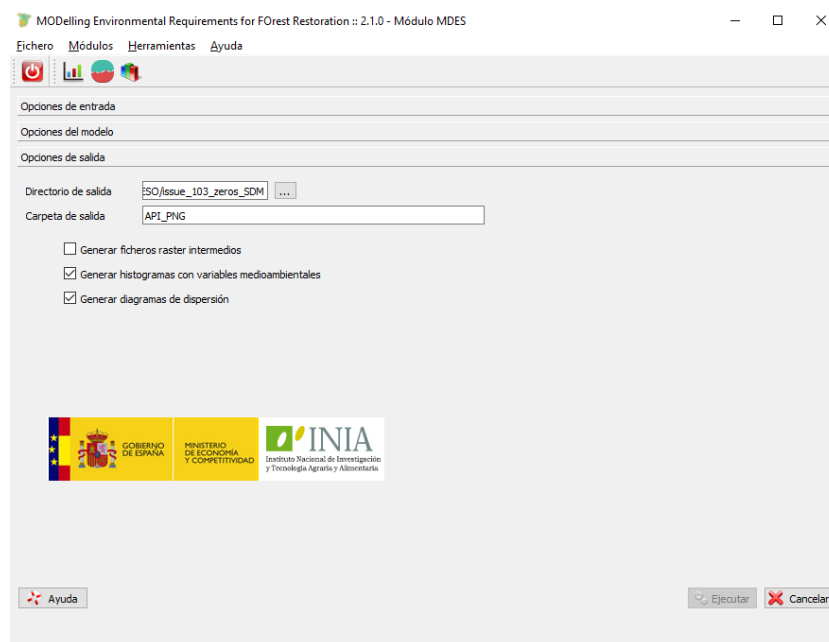 MODelling Environmental Requirements for FOrest Restoration :: 2.1.0 - Módulo MDES
Fichero Módulos Herramientas Ayuda
Opciones de entrada
Opciones del modelo
Opciones de salida
Directorio de salida ESO/issue_103_zeros_SDM ...
Carpeta de salida API_PNG
Generar ficheros raster intermedios
Generar histogramas con variables medioambientales
Generar diagramas de dispersión
GOBIERNO
DE ESPAÑA
MINISTERIO
DE ECONOMÍA
Y COMPETITIVIDAD
INIA
Instituto Nacional de Investigación
y Tecnología Agraria y Alimentaria
Ayuda Ejecutar Cancelar